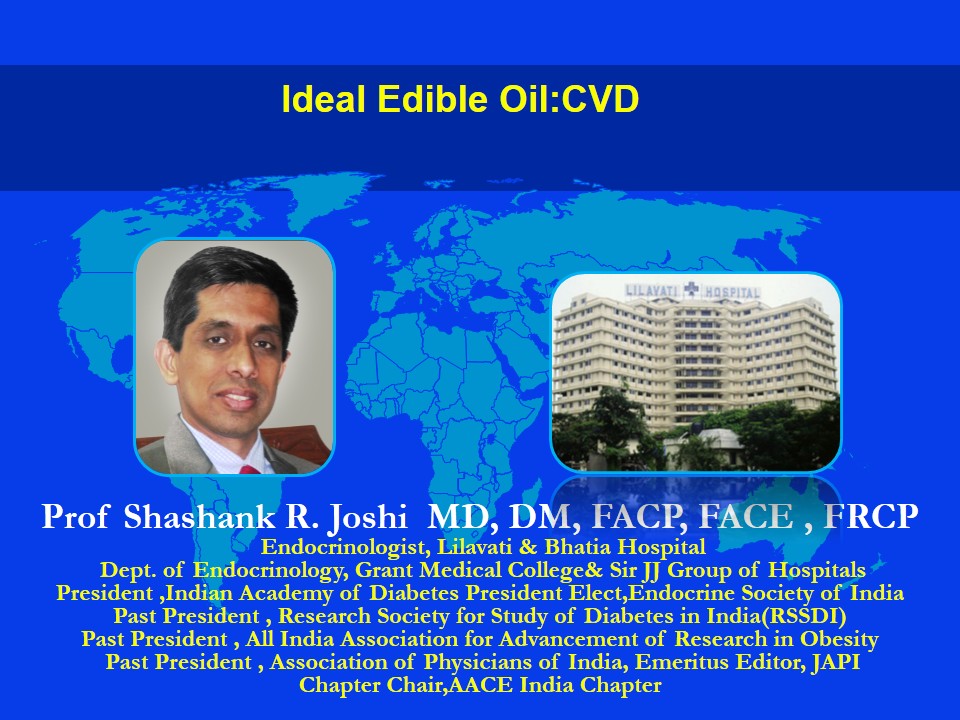 Ideal Edible Oil:CVD
LILAVATI HOSPITAL
Prof Shashank R. Joshi MD, DM, FACP, FACE , FRCP
Endocrinologist, Lilavati & Bhatia Hospital
Dept. of Endocrinology, Grant Medical College& Sir JJ Group of Hospitals
President ,Indian Academy of Diabetes President Elect,Endocrine Society of India
Past President , Research Society for Study of Diabetes in India(RSSDI)
Past President , All India Association for Advancement of Research in Obesity
Past President , Association of Physicians of India, Emeritus Editor, JAPI
Chapter Chair,AACE India Chapter